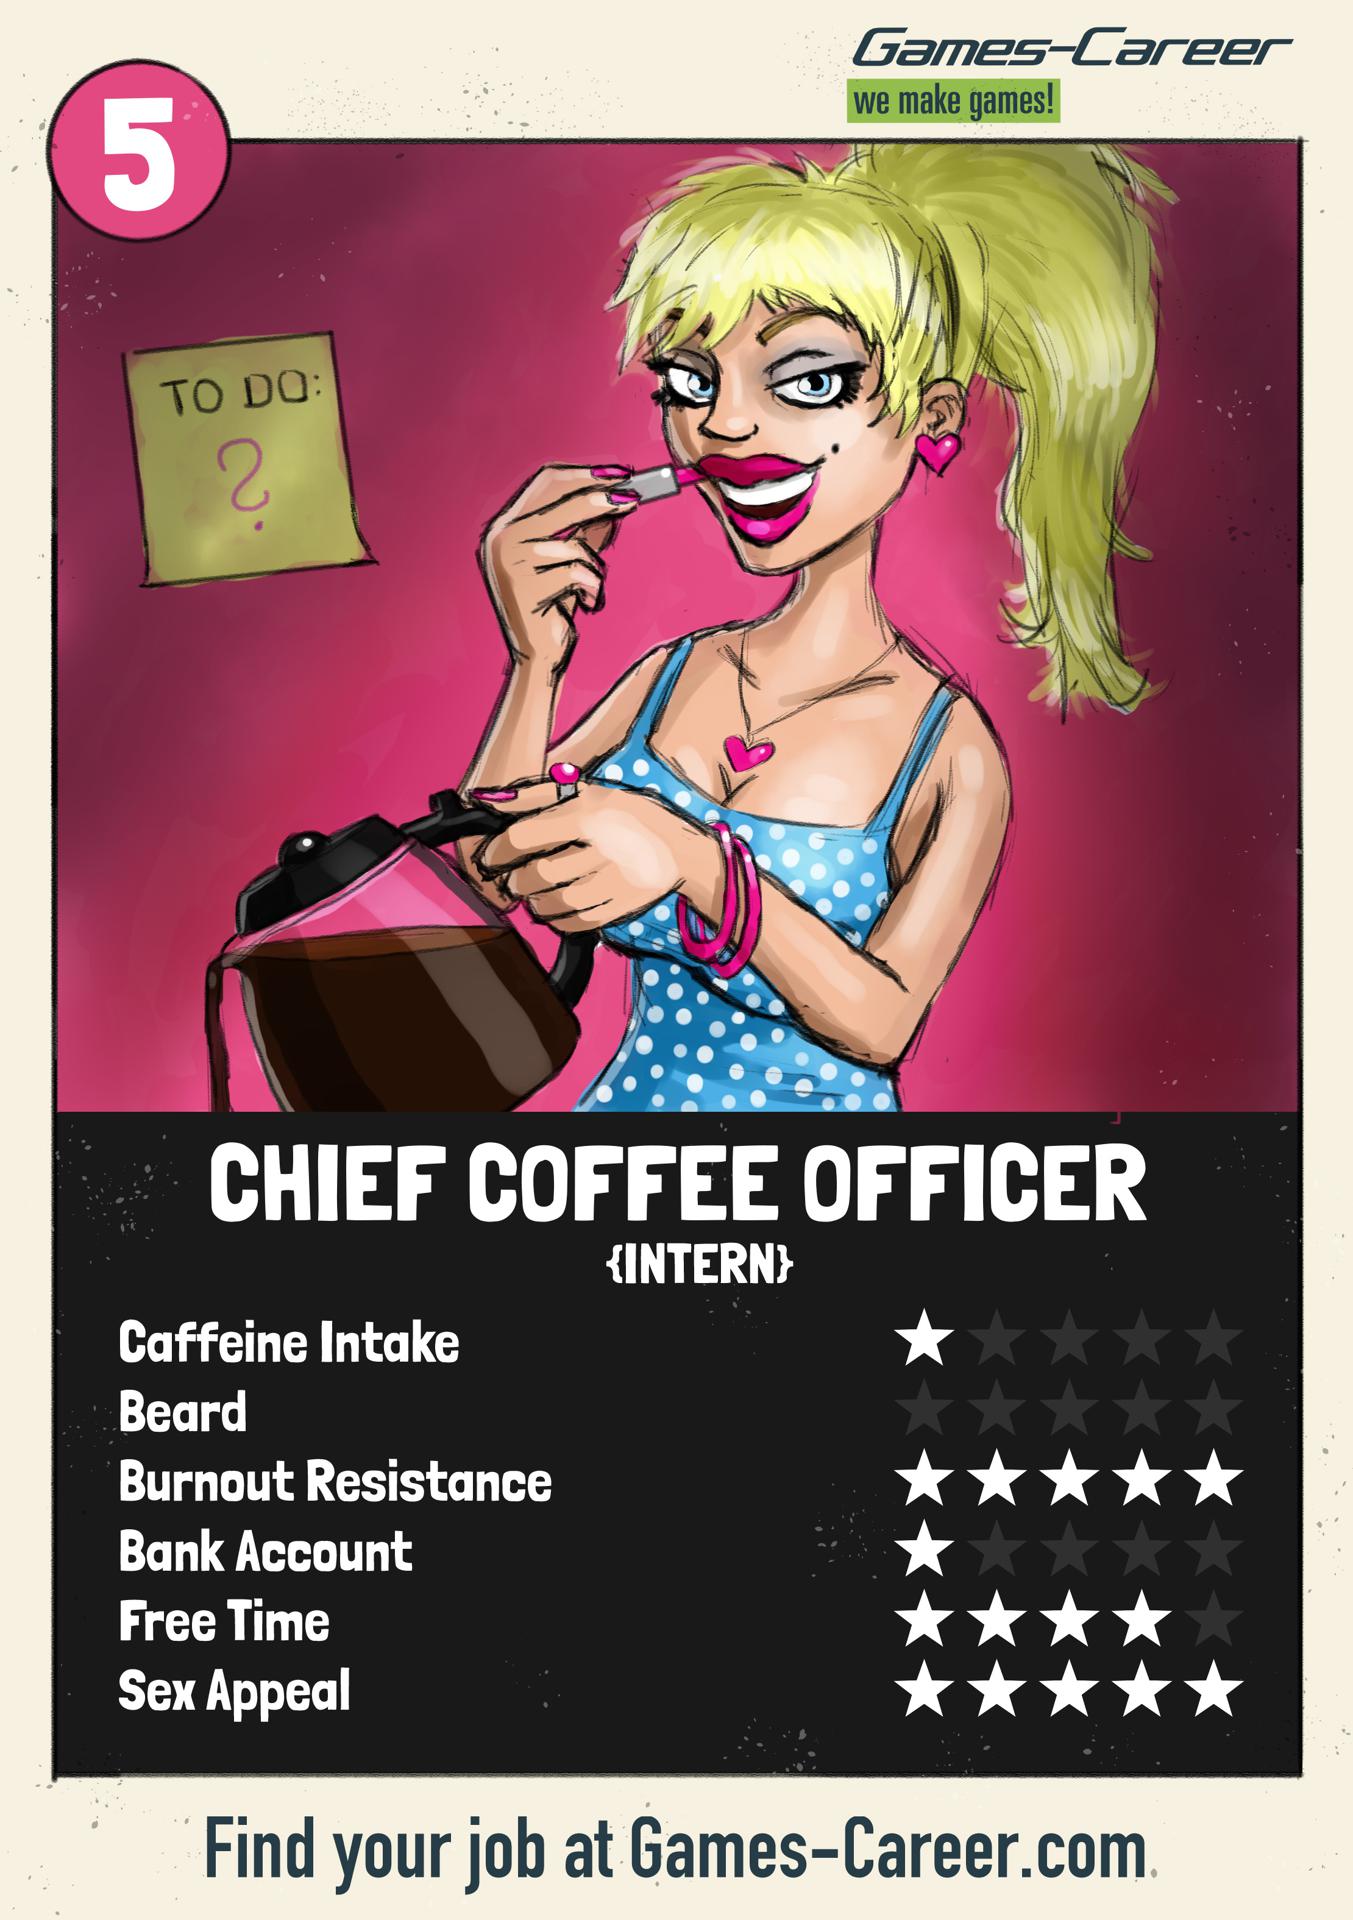 Games-Career
we make games!
5
TO DO:
?
CHIEF COFFEE OFFICER
{INTERN}
Caffeine Intake
Beard
Burnout Resistance
Bank Account
Free Time
Sex Appeal
Find your job at Games-Career.com